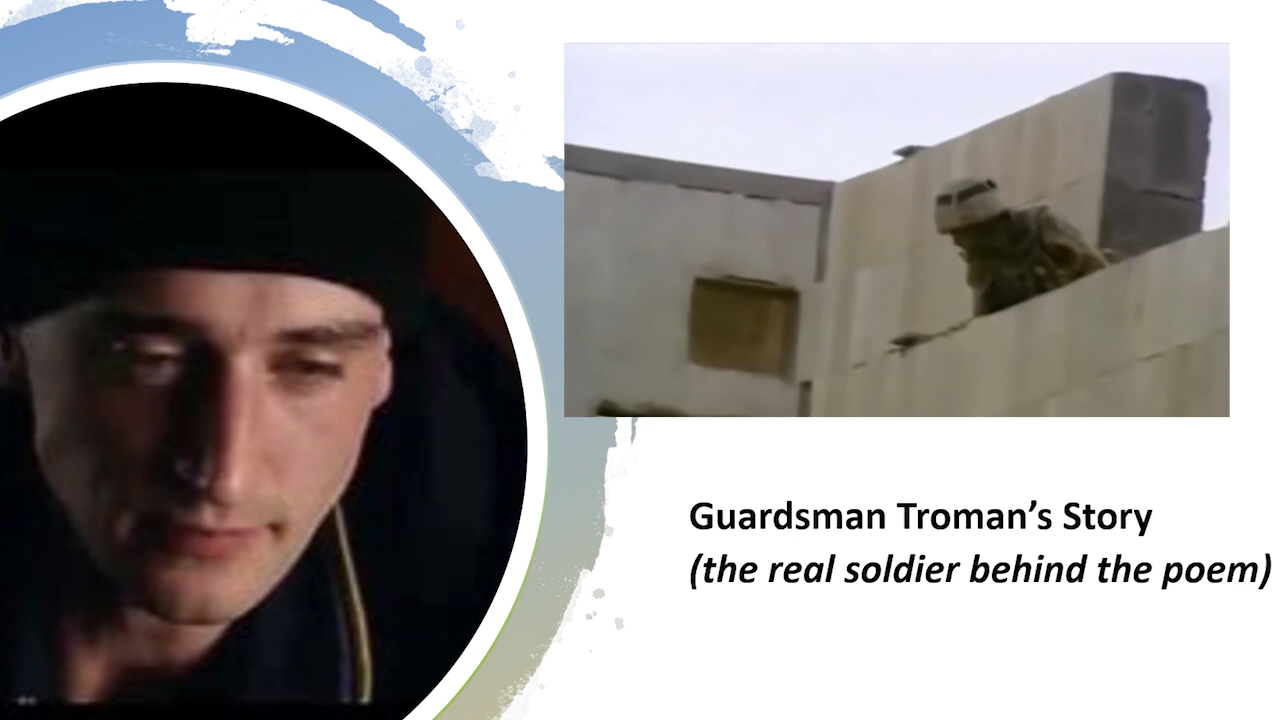 Guardsman Troman’s Story
(the real soldier behind the poem)